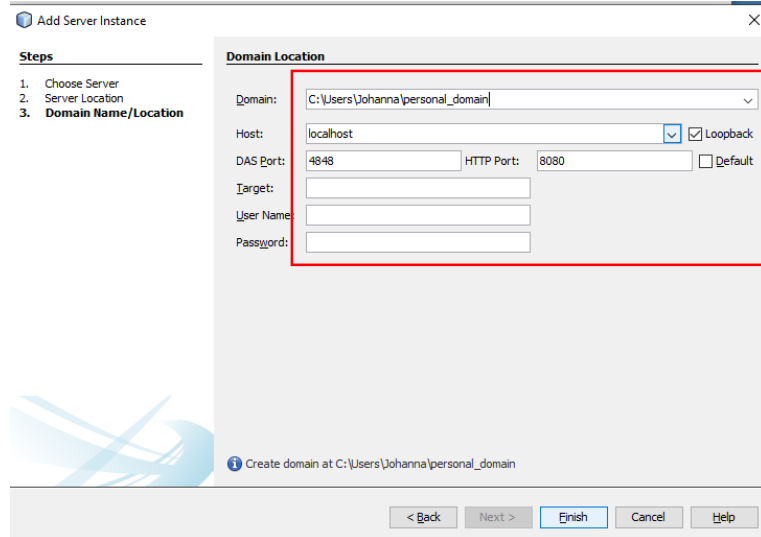 Add Server Instance
Steps
1. Choose Server
2. Server Location
3. Domain Name/Location
Domain Location
Domain: C:\Users\Johanna\personal_domain
Host: localhost Loopback
DAS Port: 4848 HTTP Port: 8080 Default
Target:
User Name:
Password:
Create domain at C:\Users\Johanna\personal_domain
< Back Next > Finish Cancel Help